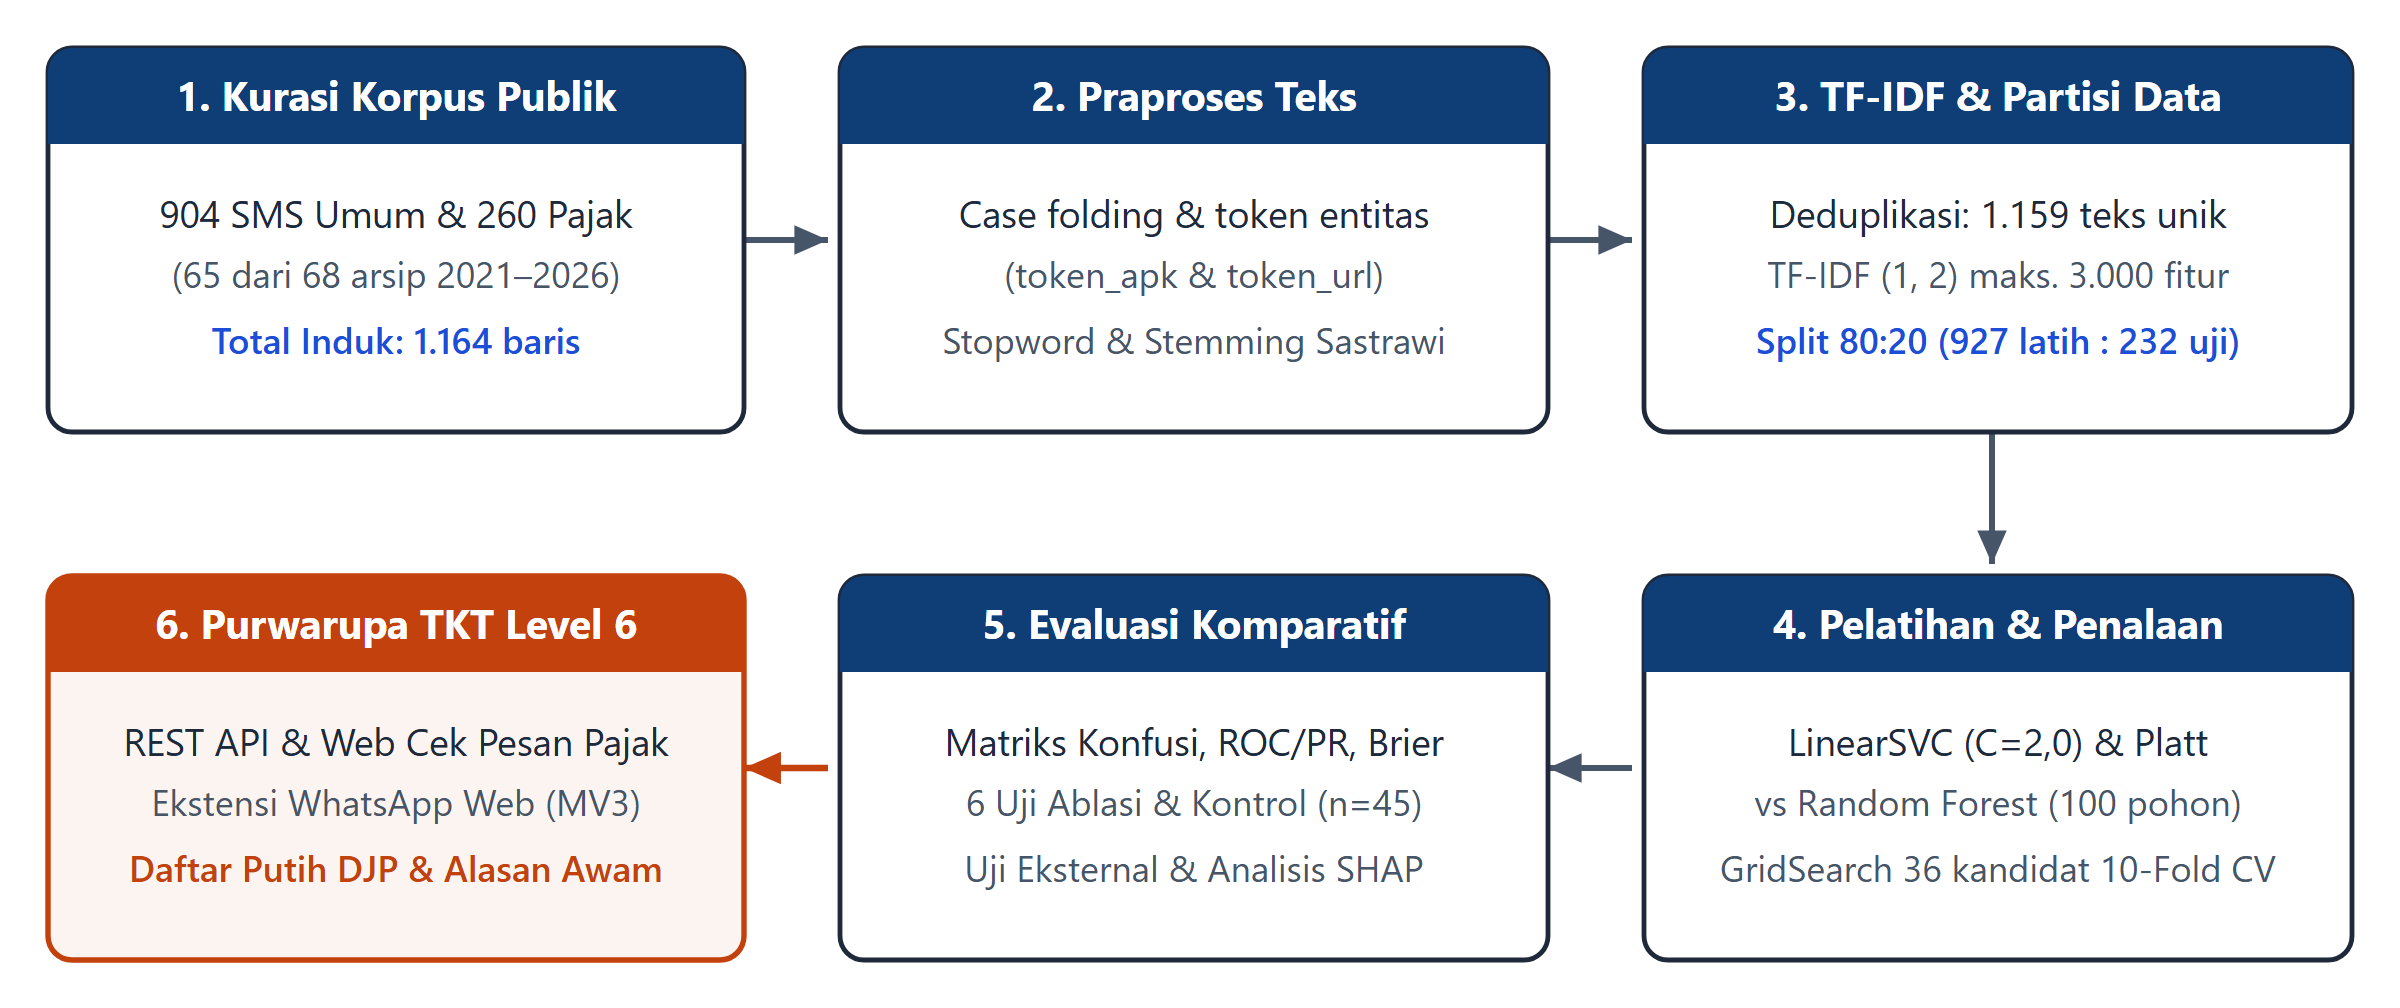 1. Kurasi Korpus Publik
904 SMS Umum & 260 Pajak
(65 dari 68 arsip 2021–2026)
Total Induk: 1.164 baris
2. Praproses Teks
Case folding & token entitas
(token_apk & token_url)
Stopword & Stemming Sastrawi
3. TF-IDF & Partisi Data
Deduplikasi: 1.159 teks unik
TF-IDF (1, 2) maks. 3.000 fitur
Split 80:20 (927 latih : 232 uji)
4. Pelatihan & Penalaan
LinearSVC (C=2,0) & Platt
vs Random Forest (100 pohon)
GridSearch 36 kandidat 10-Fold CV
5. Evaluasi Komparatif
Matriks Konfusi, ROC/PR, Brier
6 Uji Ablasi & Kontrol (n=45)
Uji Eksternal & Analisis SHAP
6. Purwarupa TKT Level 6
REST API & Web Cek Pesan Pajak
Ekstensi WhatsApp Web (MV3)
Daftar Putih DJP & Alasan Awam